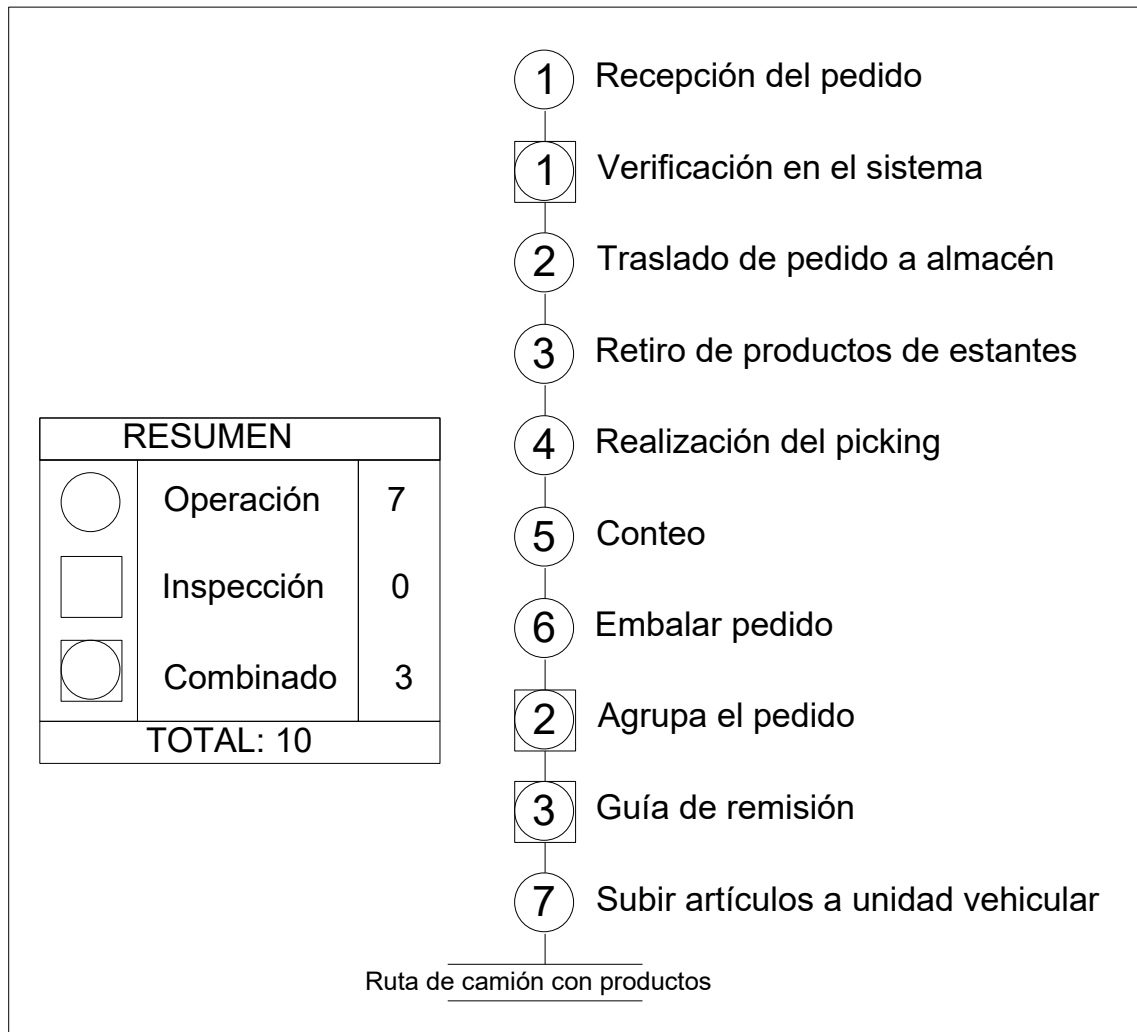 1 Recepción del pedido
1 Verificación en el sistema
2 Traslado de pedido a almacén
3 Retiro de productos de estantes
4 Realización del picking
5 Conteo
6 Embalar pedido
2 Agrupa el pedido
3 Guía de remisión
7 Subir artículos a unidad vehicular
Ruta de camión con productos
RESUMEN
Operación 7
Inspección 0
Combinado 3
TOTAL: 10